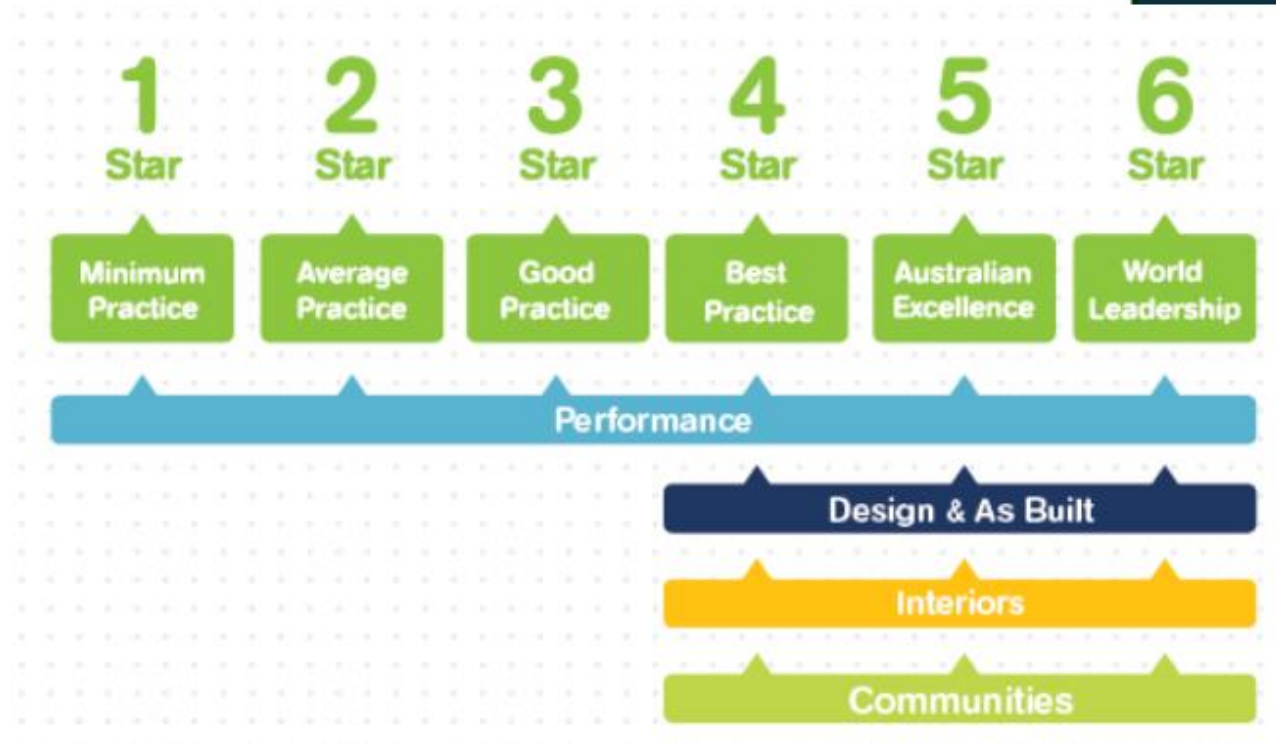 1 2 3 4 5 6
Star Star Star Star Star Star
Minimum Average Good Best Australian World
Practice Practice Practice Practice Excellence Leadership
Performance
Design & As Built
Interiors
Communities